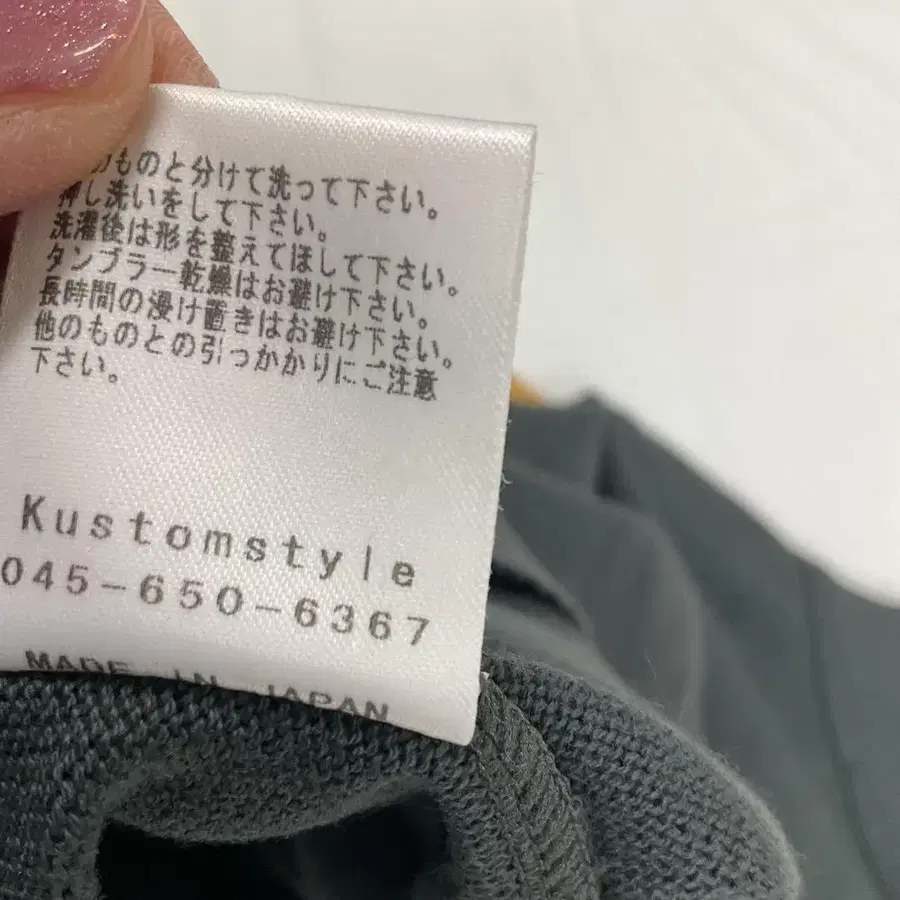 のものと分けて洗って下さい。
押し洗いをして下さい。
洗濯後は形を整えてほして下さい。
タンブラー乾燥はお避け下さい。
長時間の浸け置きはお避け下さい。
他のものとの引っかかりにご注意
下さい。
Kustomstyle
045-650-6367
MADE IN JAPAN